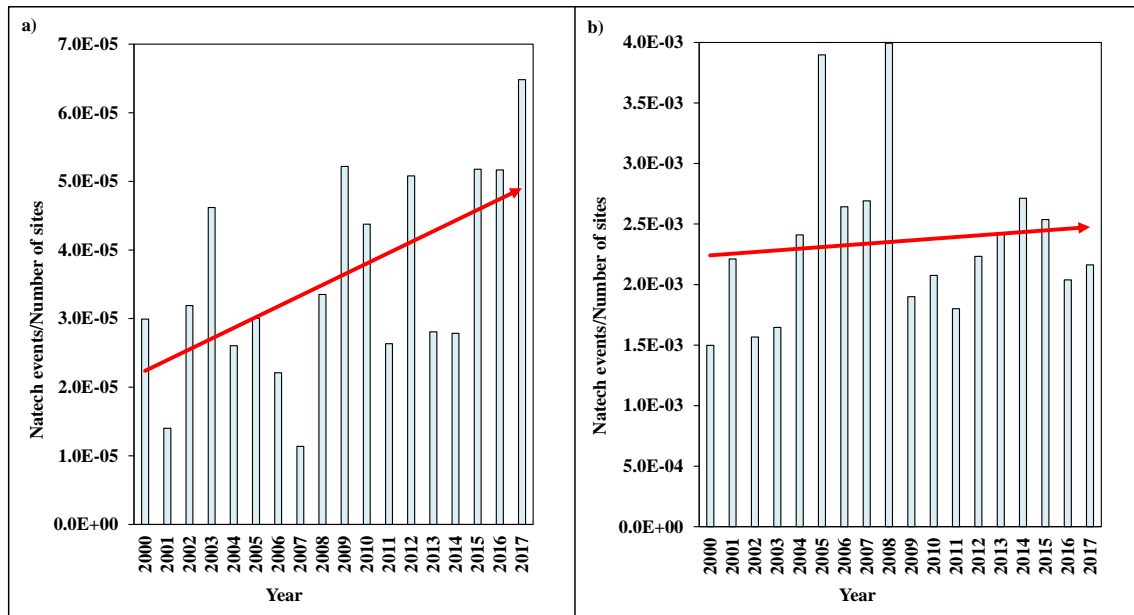 a)
7.0E-05
6.0E-05
5.0E-05
4.0E-05
3.0E-05
2.0E-05
1.0E-05
0.0E+00
Natech events/Number of sites
2000 2001 2002 2003 2004 2005 2006 2007 2008 2009 2010 2011 2012 2013 2014 2015 2016 2017
Year
b)
4.0E-03
3.5E-03
3.0E-03
2.5E-03
2.0E-03
1.5E-03
1.0E-03
5.0E-04
0.0E+00
Natech events/Number of sites
2000 2001 2002 2003 2004 2005 2006 2007 2008 2009 2010 2011 2012 2013 2014 2015 2016 2017
Year